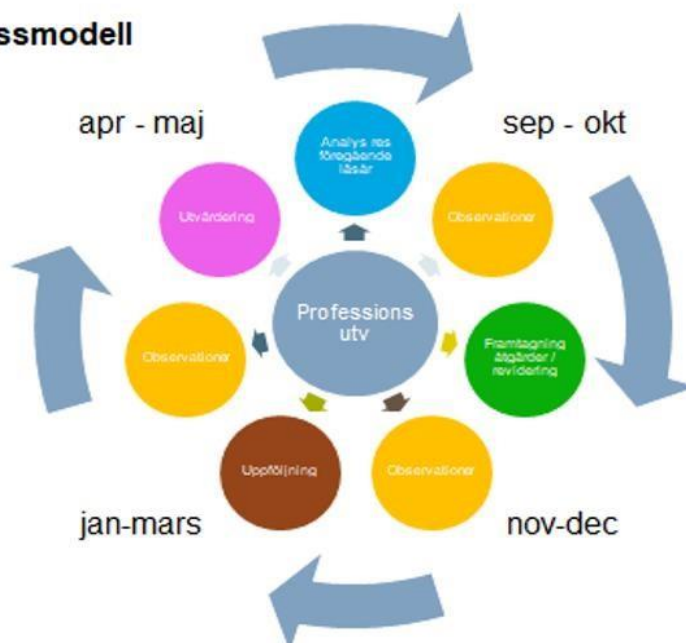 ssmodell
apr - maj
sep - okt
Analys res
föregående
läsår
Utvärdering
Observationer
Professions
utv
Observationer
Framtagning
åtgärder /
revidering
Uppföljning
Observationer
jan-mars
nov-dec